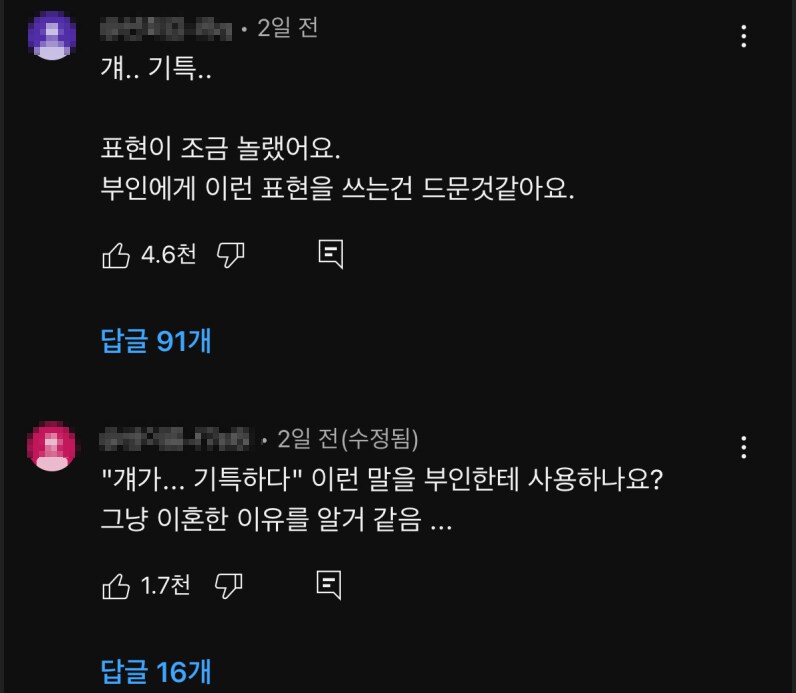 · 2일 전
걔.. 기특..
표현이 조금 놀랬어요.
부인에게 이런 표현을 쓰는건 드문것같아요.
4.6천
답글 91개
· 2일 전(수정됨)
"걔가... 기특하다" 이런 말을 부인한테 사용하나요?
그냥 이혼한 이유를 알거 같음 ...
1.7천
답글 16개